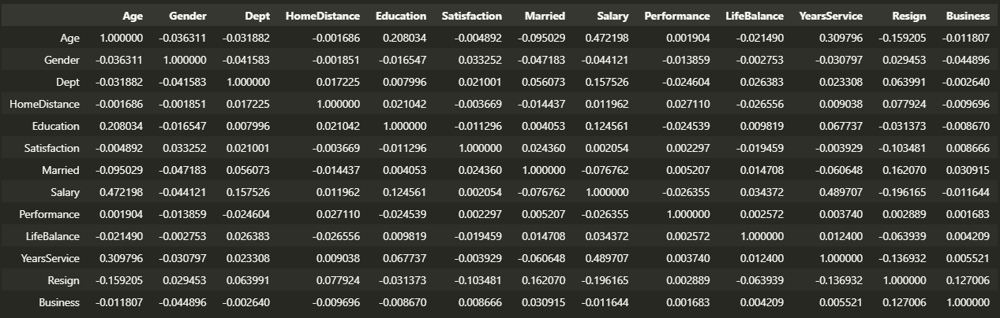 Age Gender Dept HomeDistance Education Satisfaction Married Salary Performance LifeBalance YearsService Resign Business
Age 1.000000 -0.036311 -0.031882 -0.001686 0.208034 -0.004892 -0.095029 0.472198 0.001904 -0.021490 0.309796 -0.159205 -0.011807
Gender -0.036311 1.000000 -0.041583 -0.001851 -0.016547 0.033252 -0.047183 -0.044121 -0.013859 -0.002753 -0.030797 0.029453 -0.044896
Dept -0.031882 -0.041583 1.000000 0.017225 0.007996 0.021001 0.056073 0.157526 -0.024604 0.026383 0.023308 0.063991 -0.002640
HomeDistance -0.001686 -0.001851 0.017225 1.000000 0.021042 -0.003669 -0.014437 0.011962 0.027110 -0.026556 0.009038 0.077924 -0.009696
Education 0.208034 -0.016547 0.007996 0.021042 1.000000 -0.011296 0.004053 0.124561 -0.024539 0.009819 0.067737 -0.031373 -0.008670
Satisfaction -0.004892 0.033252 0.021001 -0.003669 -0.011296 1.000000 0.024360 0.002054 0.002297 -0.019459 -0.003929 -0.103481 0.008666
Married -0.095029 -0.047183 0.056073 -0.014437 0.004053 0.024360 1.000000 -0.076762 0.005207 0.014708 -0.060648 0.162070 0.030915
Salary 0.472198 -0.044121 0.157526 0.011962 0.124561 0.002054 -0.076762 1.000000 -0.026355 0.034372 0.489707 -0.196165 -0.011644
Performance 0.001904 -0.013859 -0.024604 0.027110 -0.024539 0.002297 0.005207 -0.026355 1.000000 0.002572 0.003740 0.002889 0.001683
LifeBalance -0.021490 -0.002753 0.026383 -0.026556 0.009819 -0.019459 0.014708 0.034372 0.002572 1.000000 0.012400 -0.063939 0.004209
YearsService 0.309796 -0.030797 0.023308 0.009038 0.067737 -0.003929 -0.060648 0.489707 0.003740 0.012400 1.000000 -0.136932 0.005521
Resign -0.159205 0.029453 0.063991 0.077924 -0.031373 -0.103481 0.162070 -0.196165 0.002889 -0.063939 -0.136932 1.000000 0.127006
Business -0.011807 -0.044896 -0.002640 -0.009696 -0.008670 0.008666 0.030915 -0.011644 0.001683 0.004209 0.005521 0.127006 1.000000